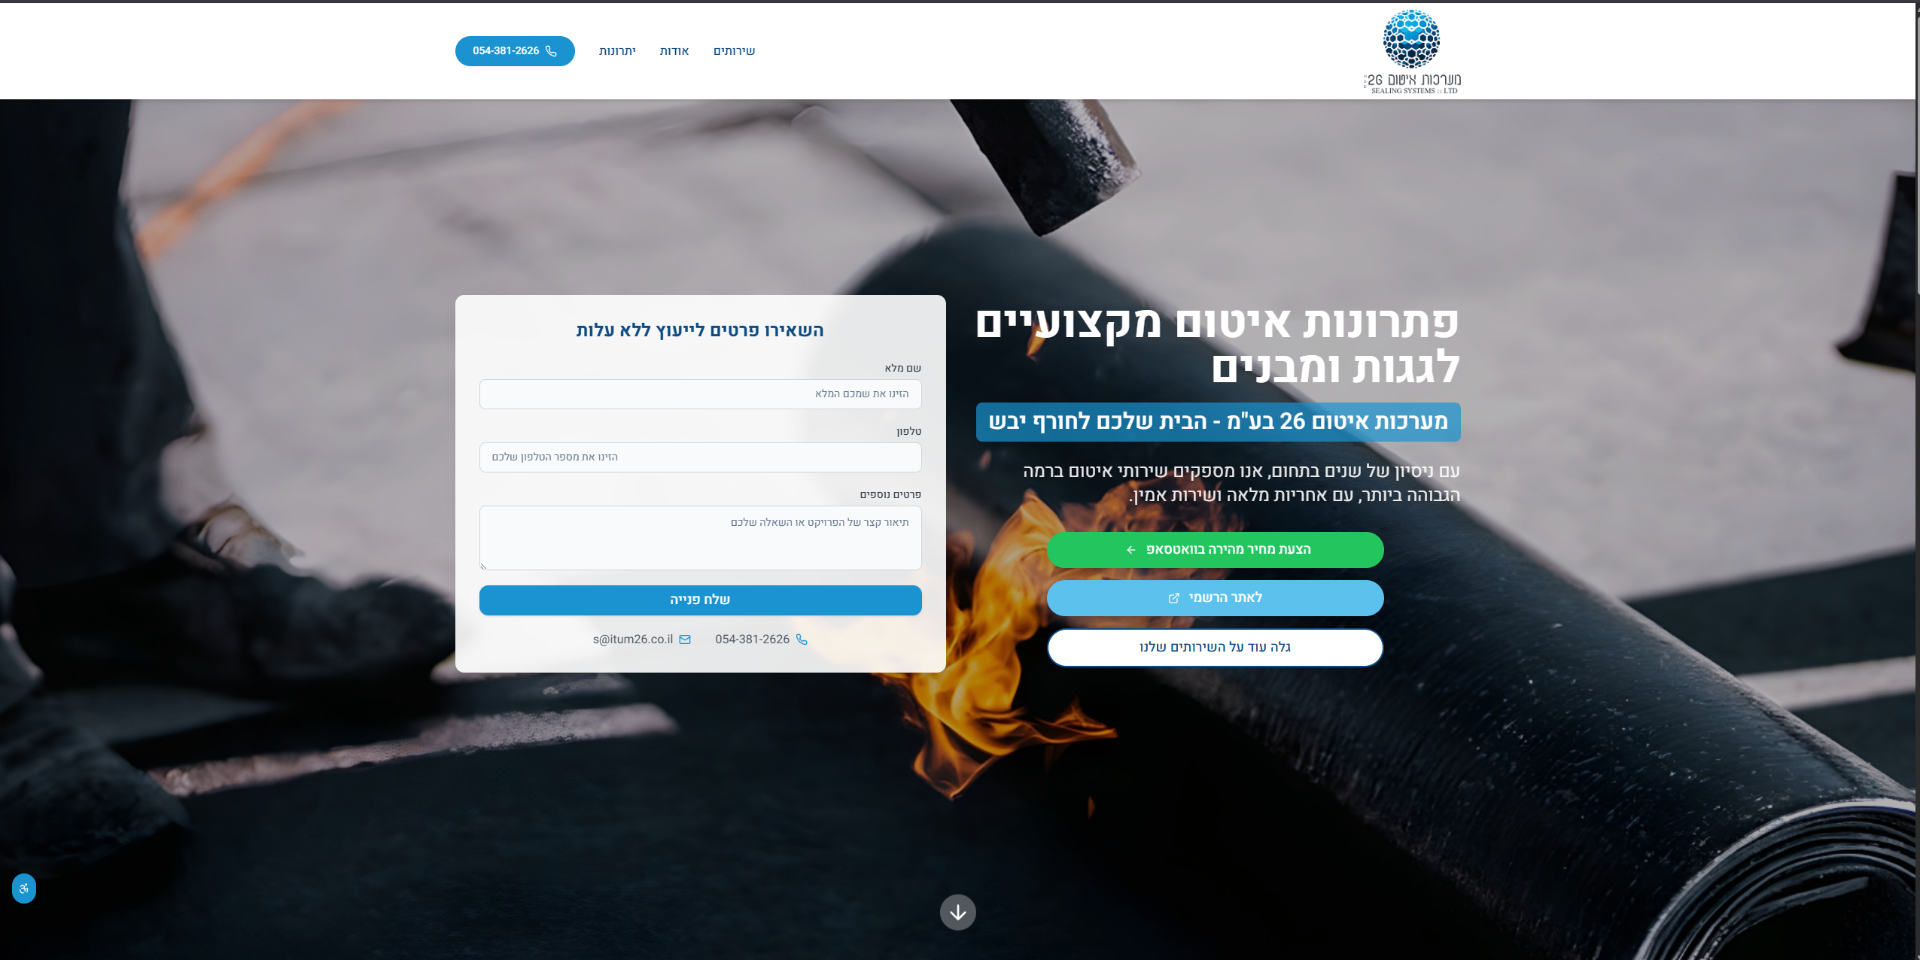 מערכות איטום 26
SEALING SYSTEMS :: LTD
שירותים
אודות
יתרונות
054-381-2626
פתרונות איטום מקצועיים
לגגות ומבנים
מערכות איטום 26 בע"מ - הבית שלכם לחורף יבש
עם ניסיון של שנים בתחום, אנו מספקים שירותי איטום ברמה
הגבוהה ביותר, עם אחריות מלאה ושירות אמין.
הצעת מחיר מהירה בוואטסאפ
לאתר הרשמי
גלה עוד על השירותים שלנו
השאירו פרטים לייעוץ ללא עלות
שם מלא
הזינו את שמכם המלא
טלפון
הזינו את מספר הטלפון שלכם
פרטים נוספים
תיאור קצר של הפרויקט או השאלה שלכם
שלח פנייה
054-381-2626
s@itum26.co.il